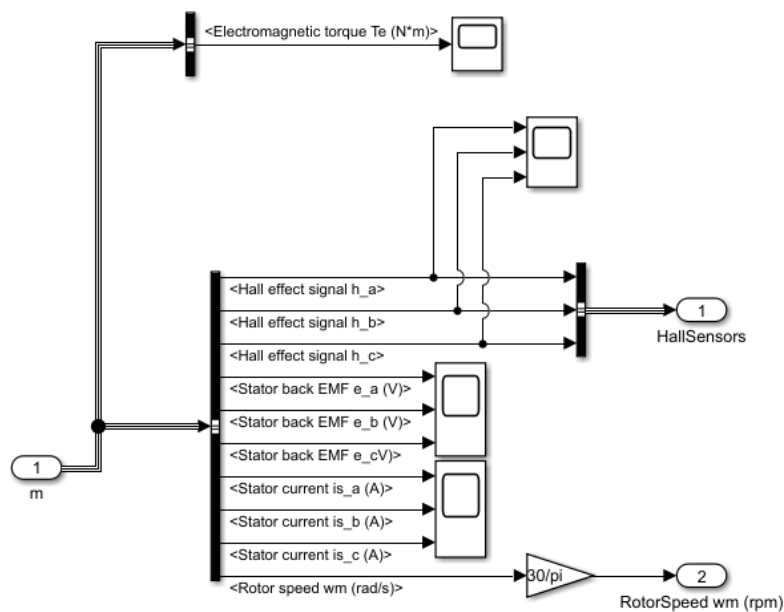 <Electromagnetic torque Te (N*m)>
<Hall effect signal h_a>
<Hall effect signal h_b>
1
HallSensors
<Hall effect signal h_c>
<Stator back EMF e_a (V)>
<Stator back EMF e_b (V)>
<Stator back EMF e_cV)>
1
m
<Stator current is_a (A)>
<Stator current is_b (A)>
<Stator current is_c (A)>
<Rotor speed wm (rad/s)>
30/pi
2
RotorSpeed wm (rpm)